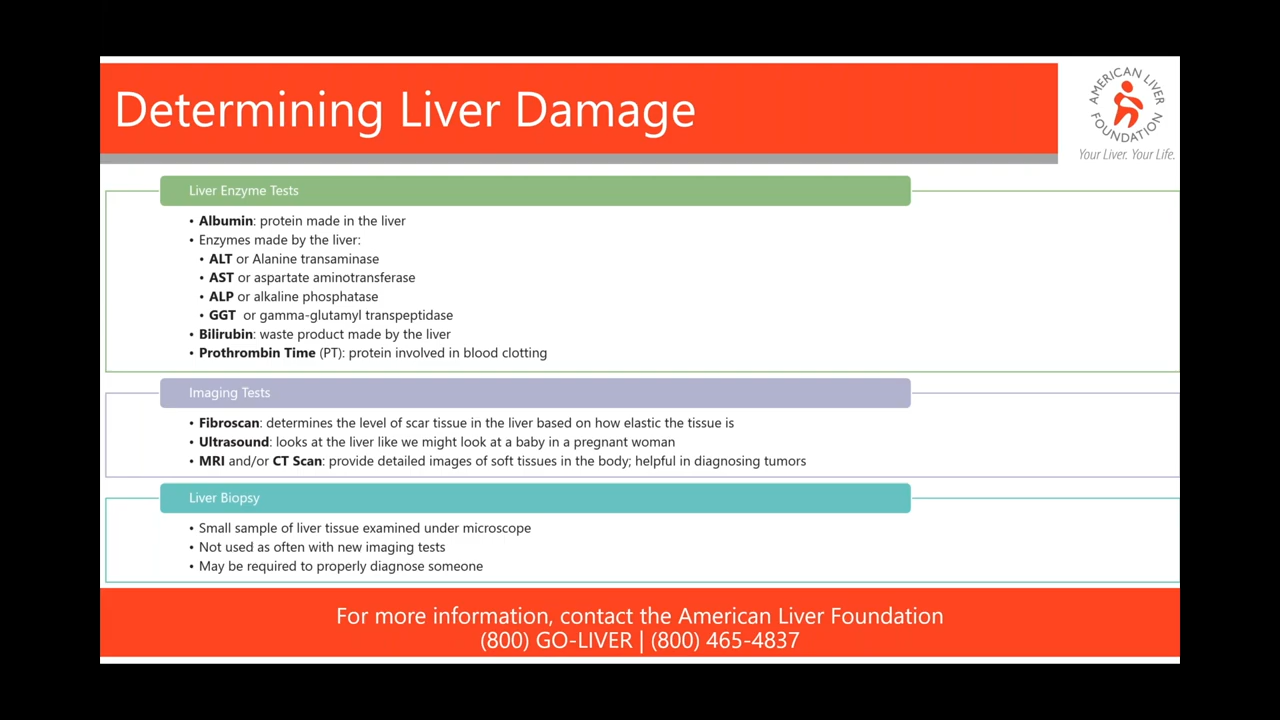 Determining Liver Damage
AMERICAN LIVER FOUNDATION
Your Liver. Your Life.
Liver Enzyme Tests
• Albumin: protein made in the liver
• Enzymes made by the liver:
• ALT or Alanine transaminase
• AST or aspartate aminotransferase
• ALP or alkaline phosphatase
• GGT or gamma-glutamyl transpeptidase
• Bilirubin: waste product made by the liver
• Prothrombin Time (PT): protein involved in blood clotting
Imaging Tests
• Fibroscan: determines the level of scar tissue in the liver based on how elastic the tissue is
• Ultrasound: looks at the liver like we might look at a baby in a pregnant woman
• MRI and/or CT Scan: provide detailed images of soft tissues in the body; helpful in diagnosing tumors
Liver Biopsy
• Small sample of liver tissue examined under microscope
• Not used as often with new imaging tests
• May be required to properly diagnose someone
For more information, contact the American Liver Foundation
(800) GO-LIVER | (800) 465-4837